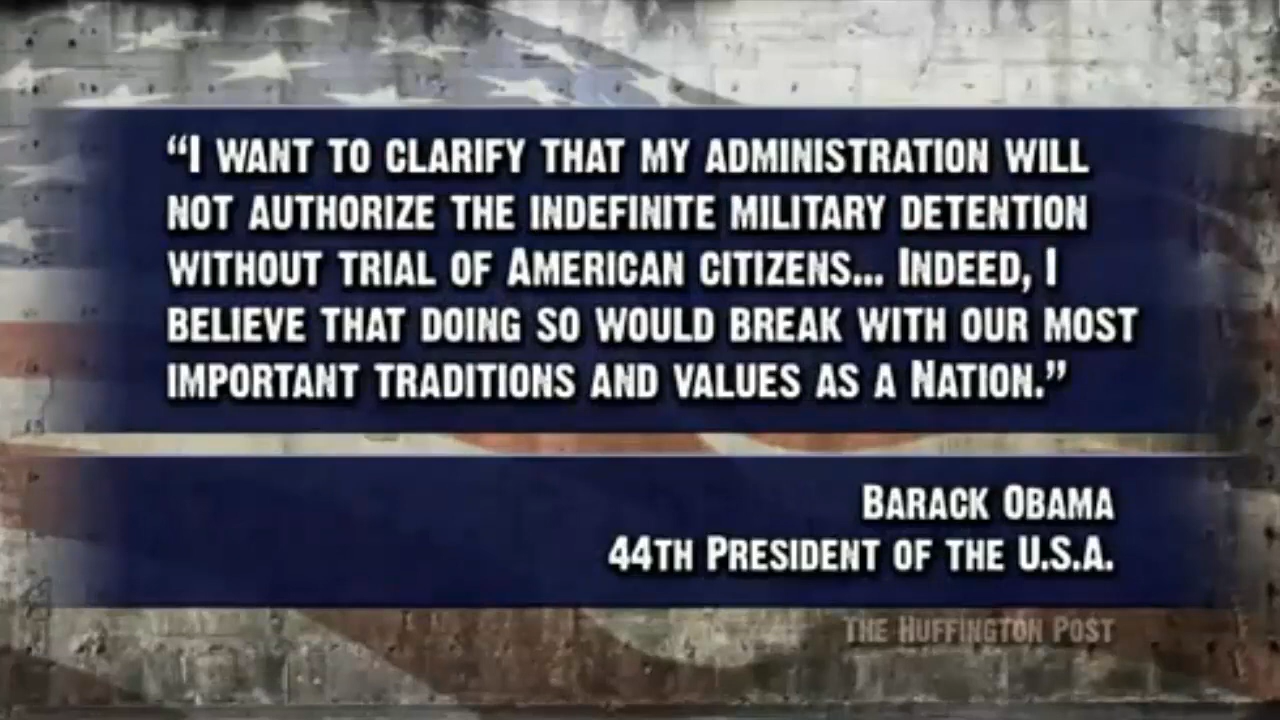 “I WANT TO CLARIFY THAT MY ADMINISTRATION WILL
NOT AUTHORIZE THE INDEFINITE MILITARY DETENTION
WITHOUT TRIAL OF AMERICAN CITIZENS... INDEED, I
BELIEVE THAT DOING SO WOULD BREAK WITH OUR MOST
IMPORTANT TRADITIONS AND VALUES AS A NATION.”
BARACK OBAMA
44TH PRESIDENT OF THE U.S.A.
THE HUFFINGTON POST